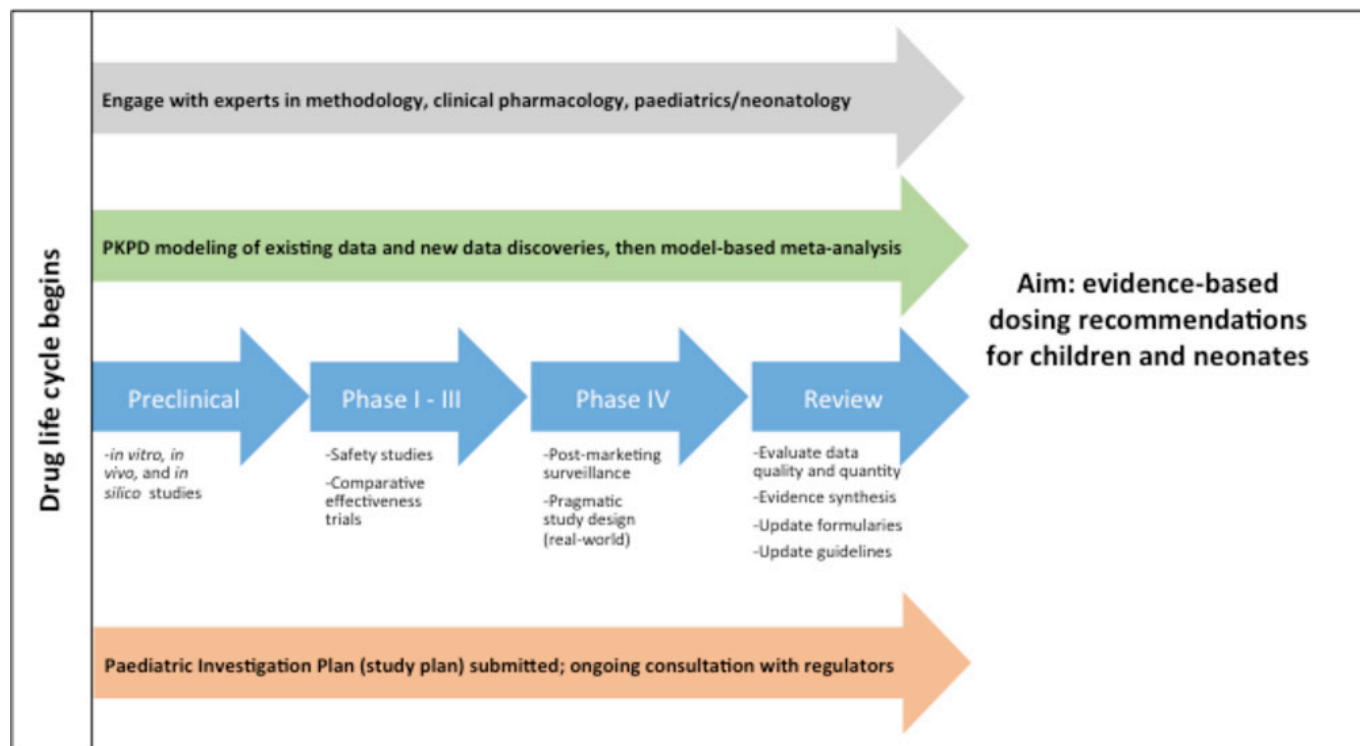 Drug life cycle begins
Engage with experts in methodology, clinical pharmacology, paediatrics/neonatology
PKPD modeling of existing data and new data discoveries, then model-based meta-analysis
Preclinical
-in vitro, in
vivo, and in
silico studies
Phase I - III
-Safety studies
-Comparative
effectiveness
trials
Phase IV
-Post-marketing
surveillance
-Pragmatic
study design
(real-world)
Review
-Evaluate data
quality and quantity
-Evidence synthesis
-Update formularies
-Update guidelines
Paediatric Investigation Plan (study plan) submitted; ongoing consultation with regulators
Aim: evidence-based
dosing recommendations
for children and neonates